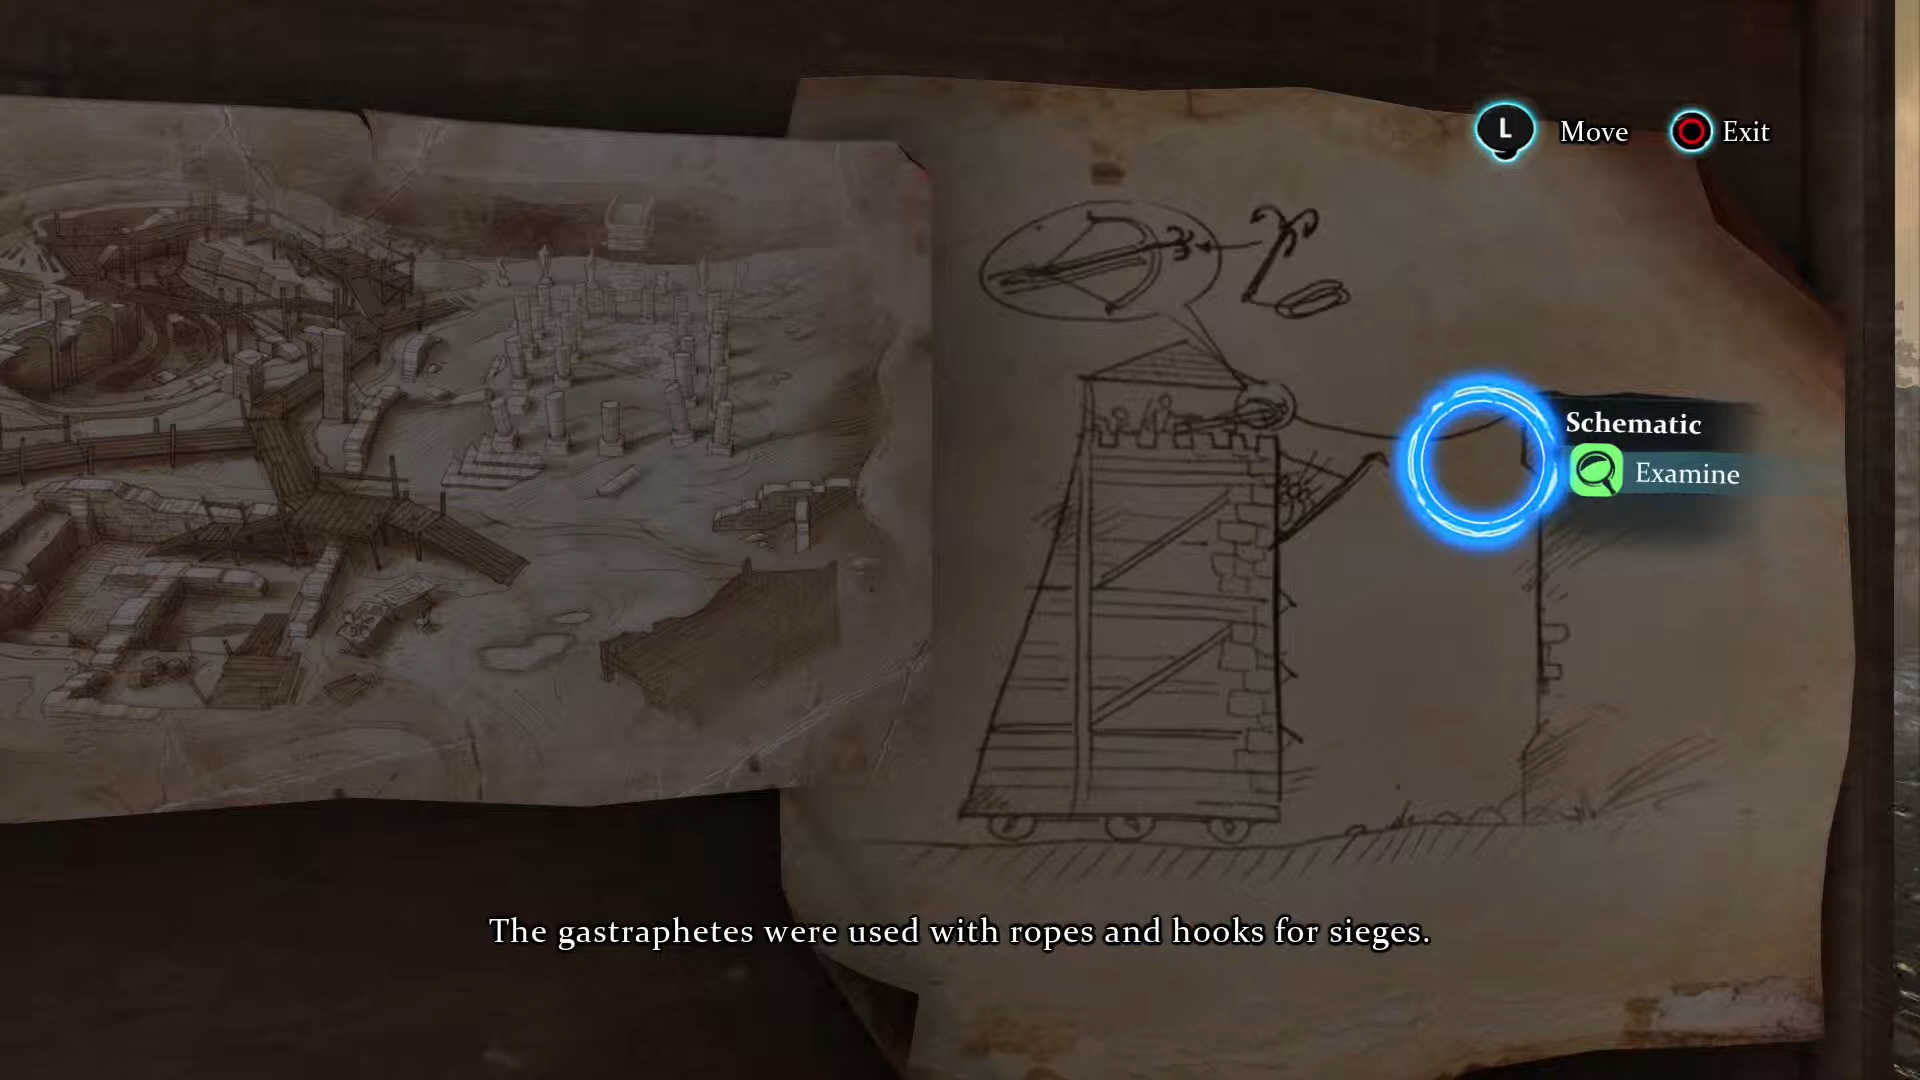 L Move Exit
Schematic
Examine
The gastraphetes were used with ropes and hooks for sieges.